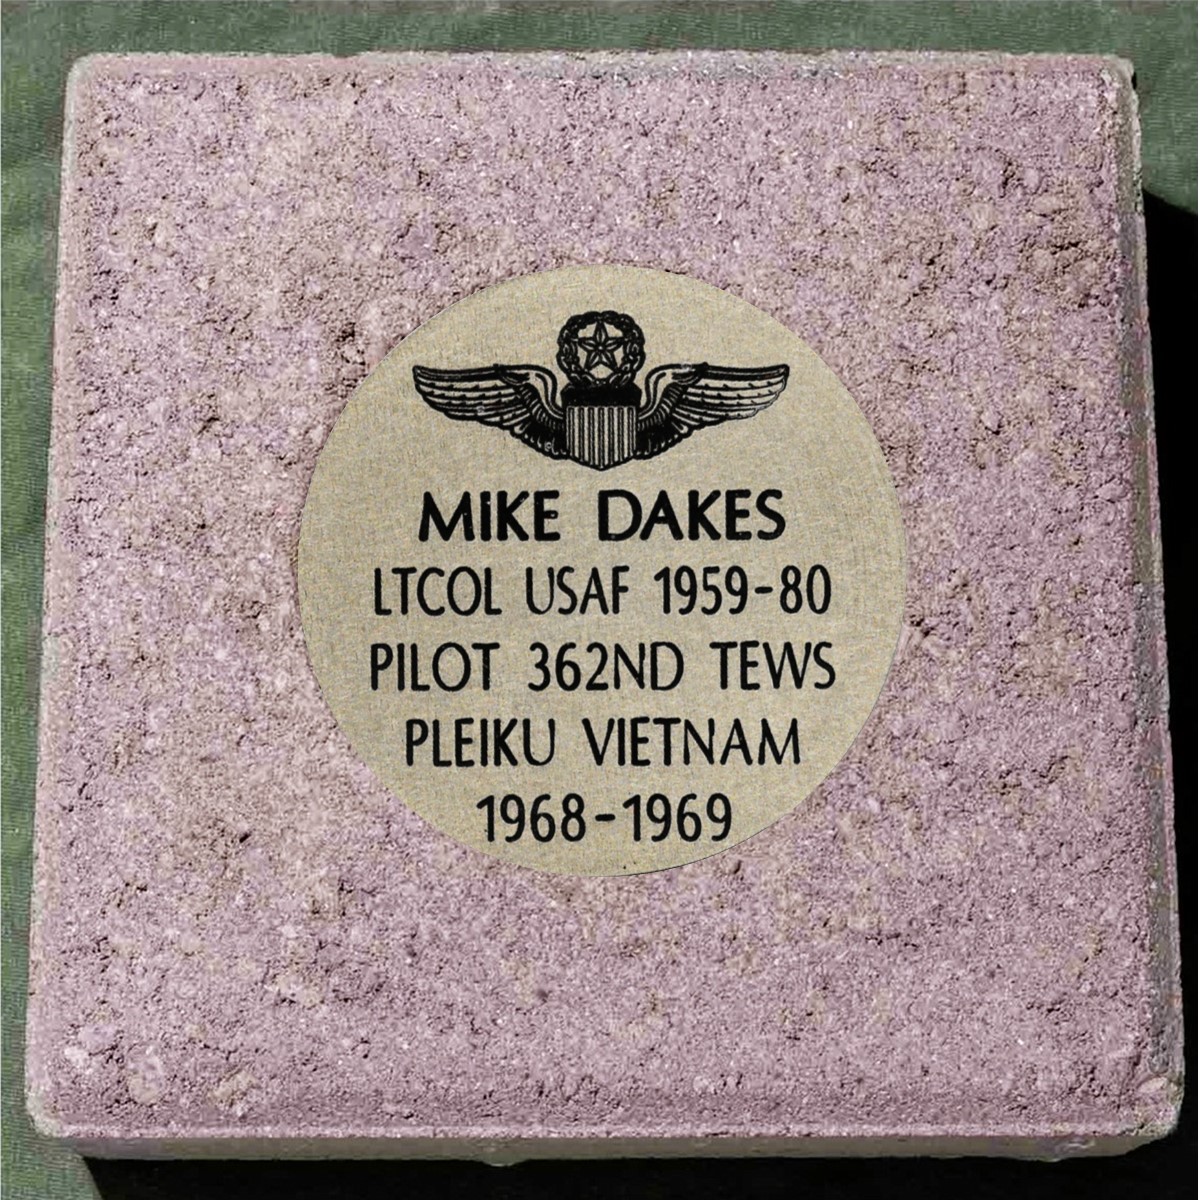 MIKE DAKES
LTCOL USAF 1959-80
PILOT 362ND TEWS
PLEIKU VIETNAM
1968-1969